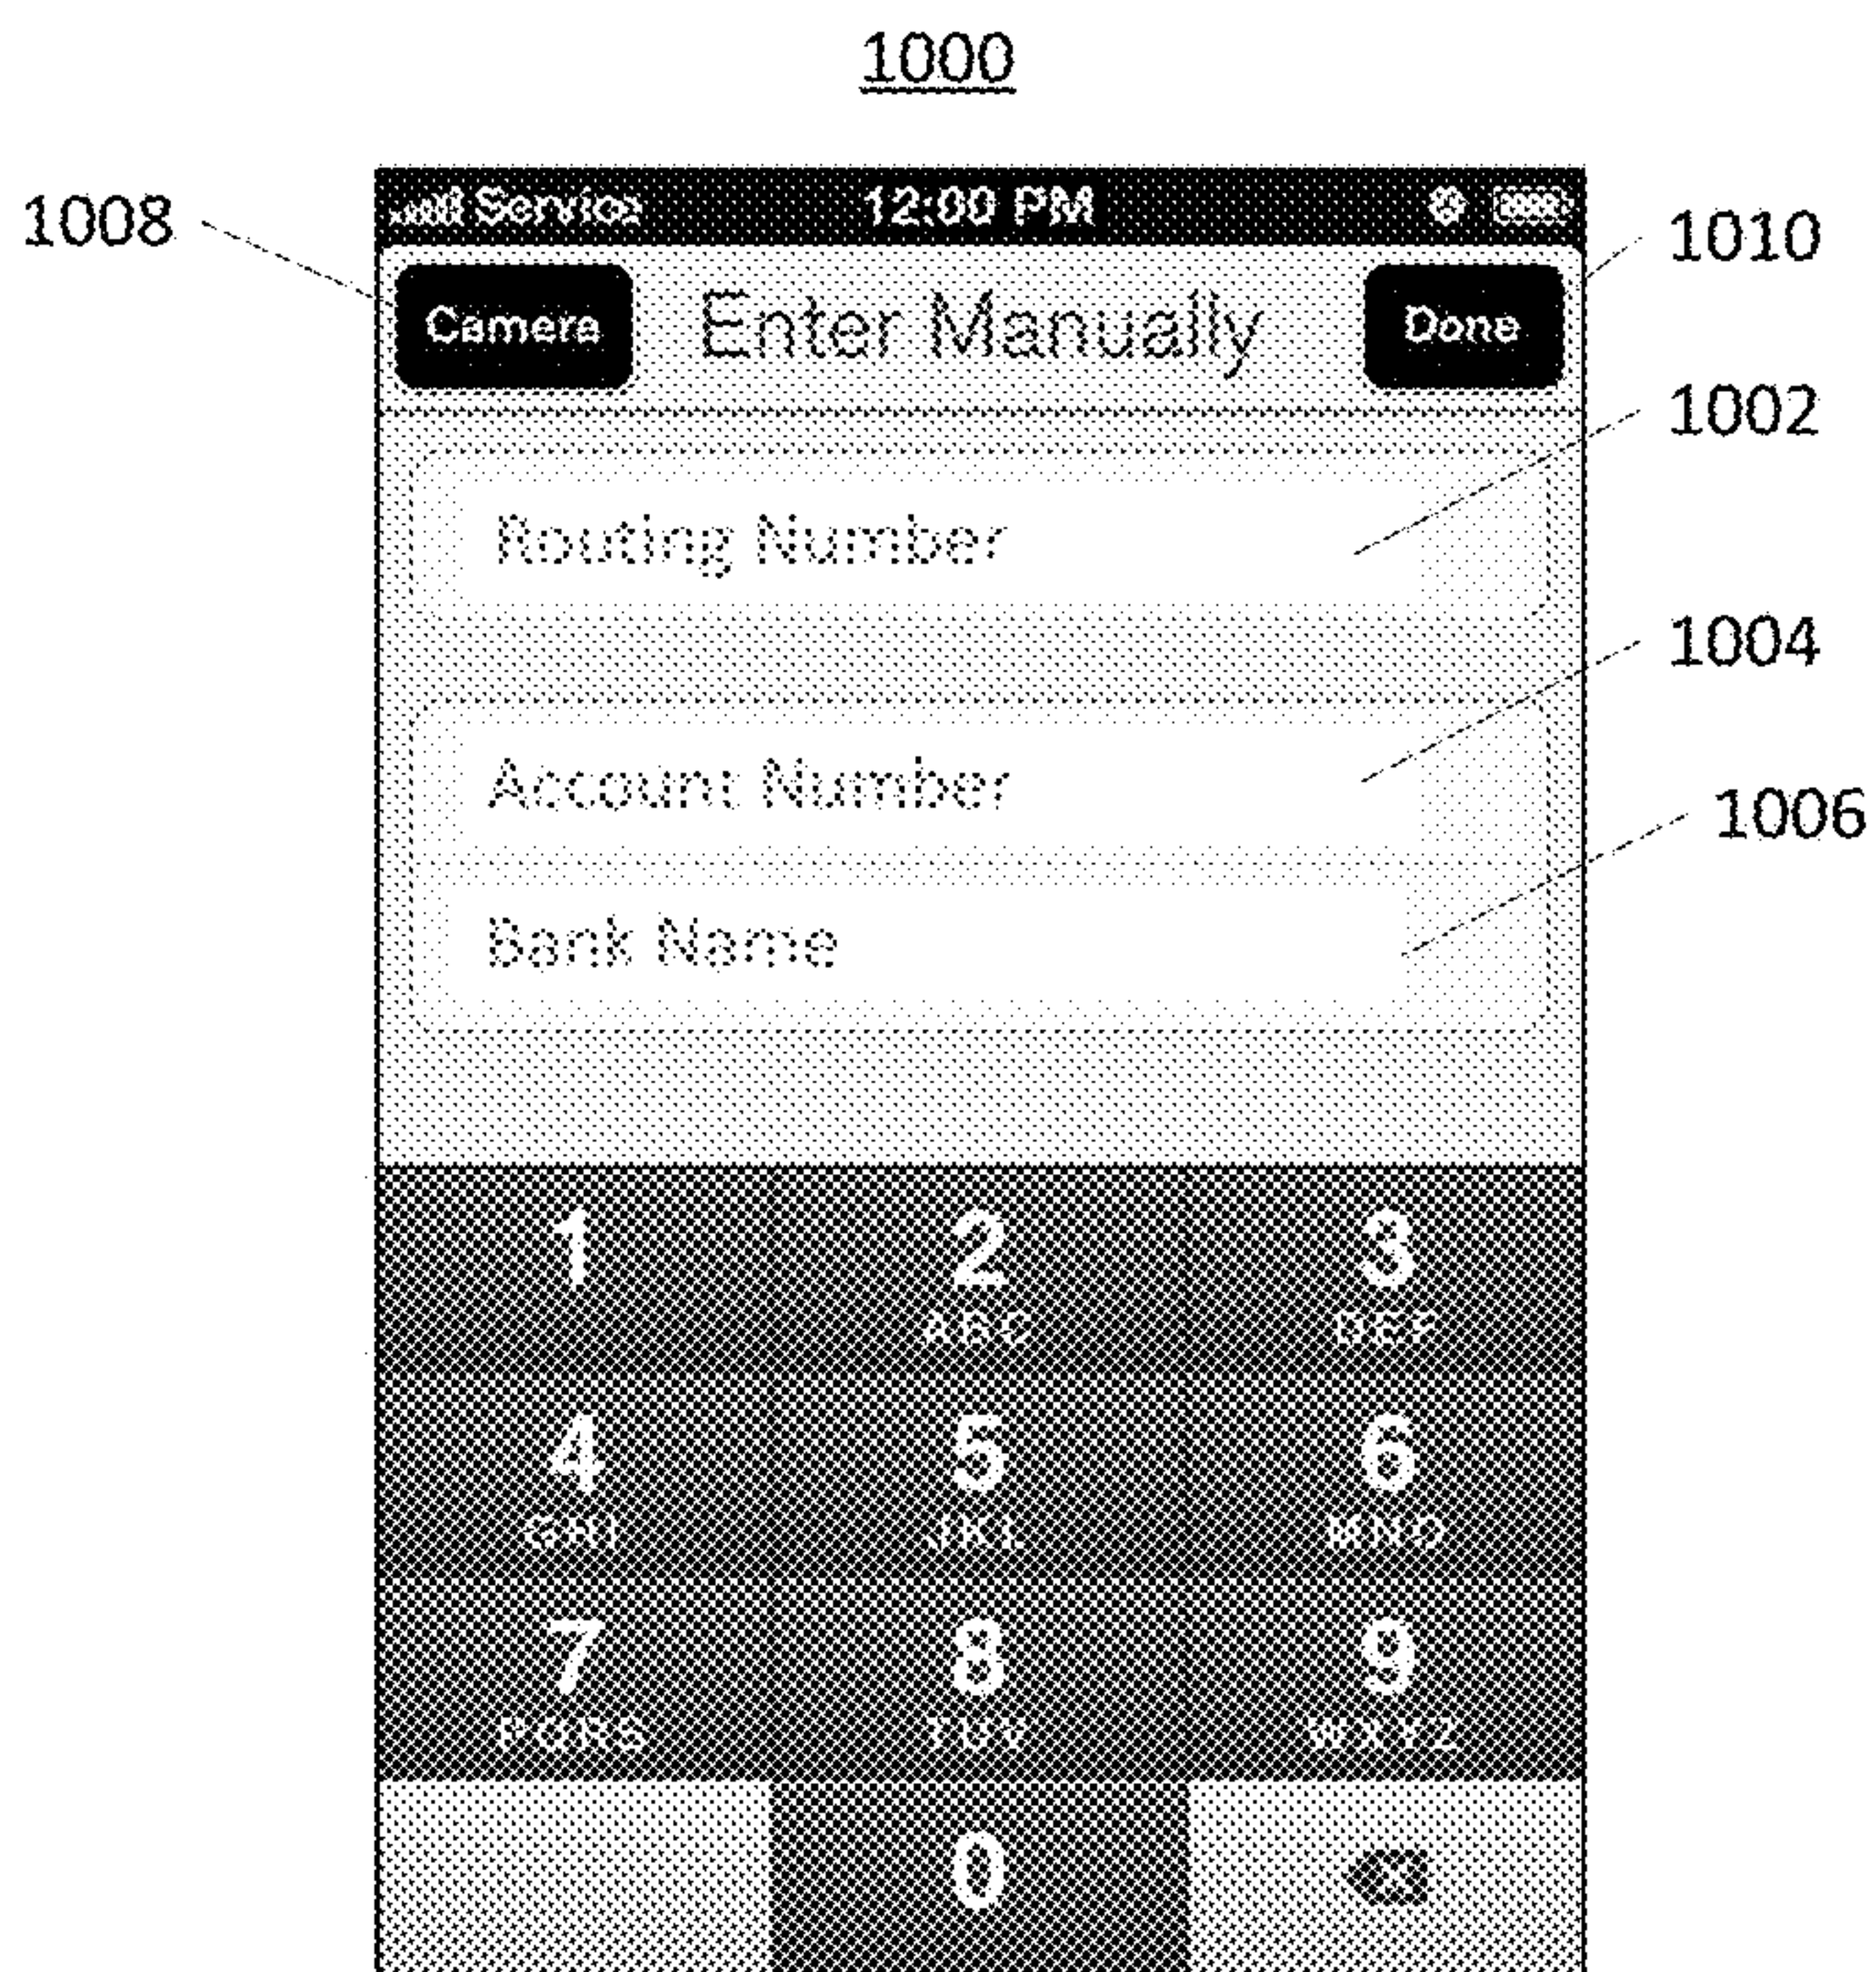 1000
Service 12:00 PM
1008
1010
Camera Enter Manually Done
1002
Routing Number
1004
Account Number
1006
Bank Name
1 2 3
ABC DEF
4 5 6
GHI JKL MNO
7 8 9
PQRS TUV WXYZ
0